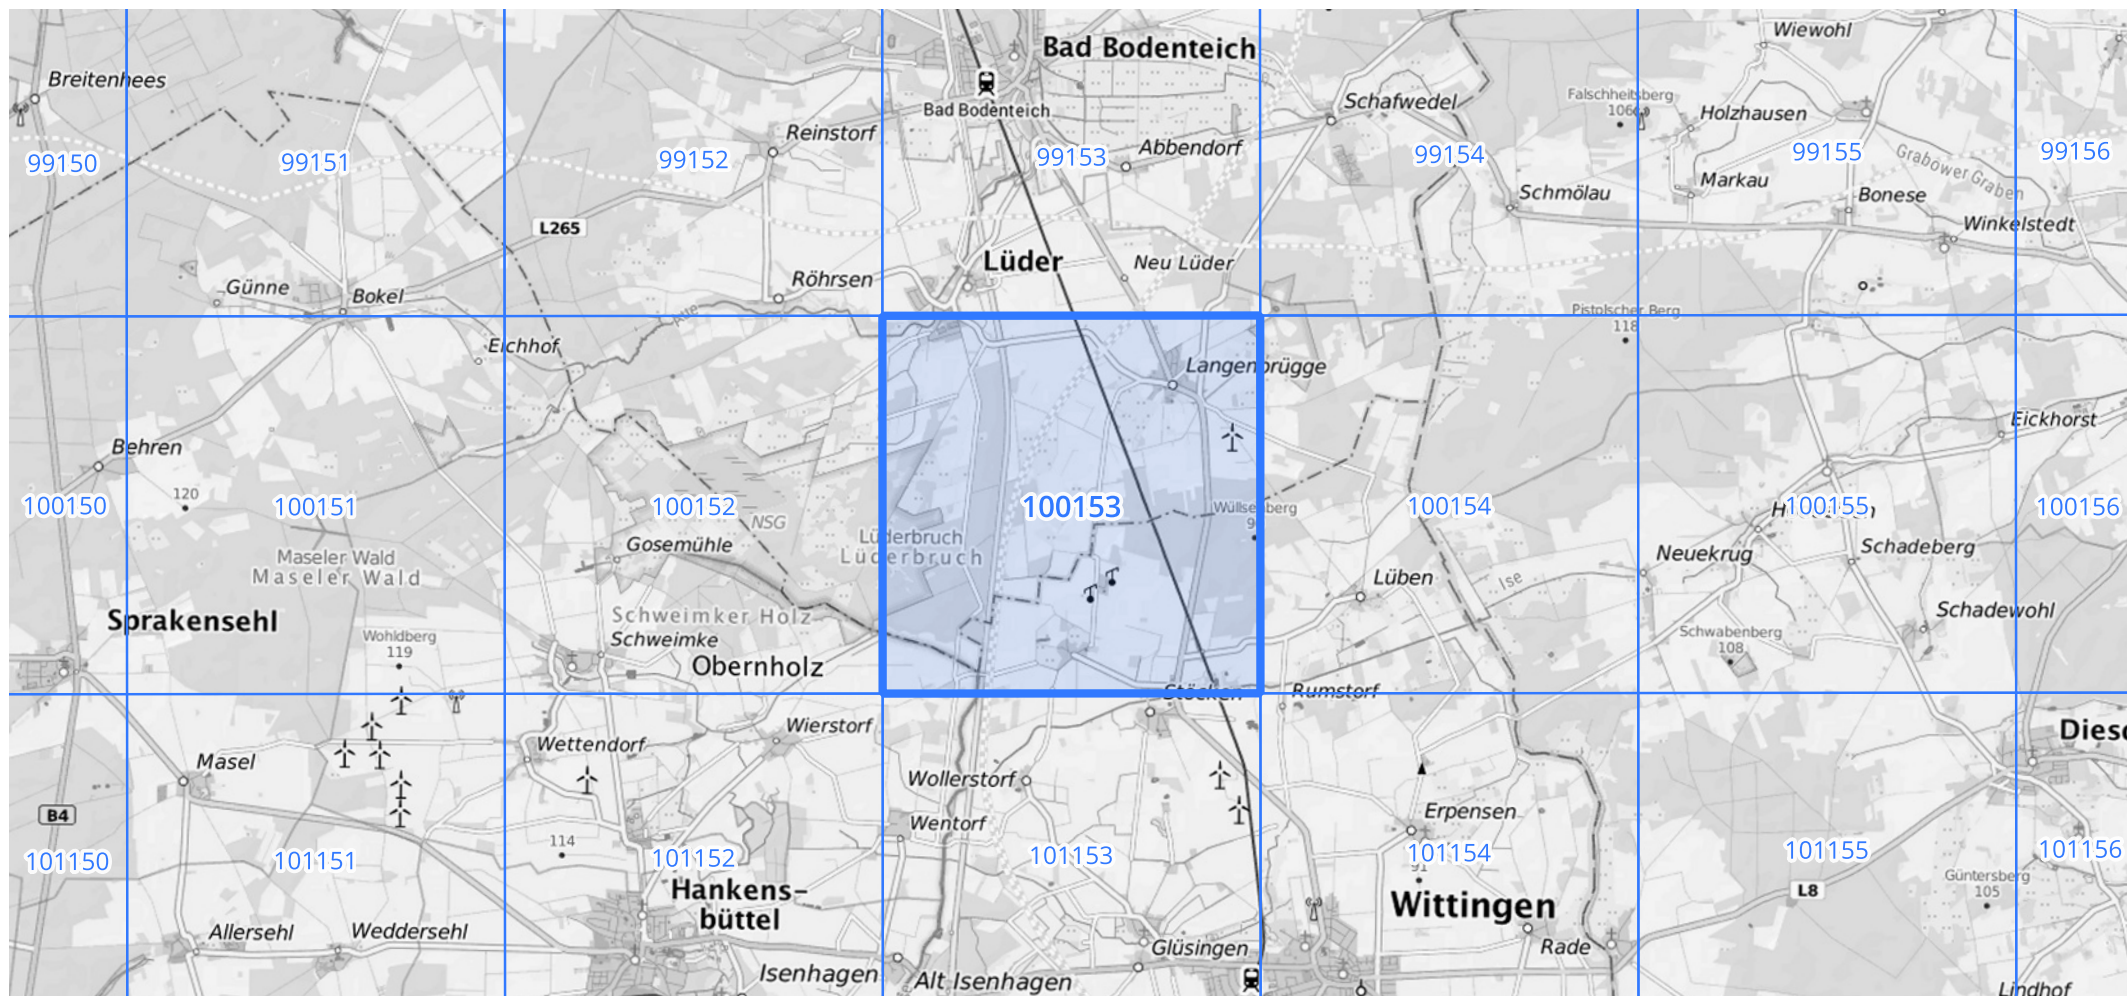 Bad Bodenteich
Wiewohl
Breitenhees
Bad Bodenteich
Schafwedel
Falschheitsberg
106
Holzhausen
Reinstorf
Abbendorf
99150
99151
99152
99153
99154
99155
99156
Grabower Graben
Schmölau
Markau
Bonese
L265
Winkelstedt
Lüder
Neu Lüder
Günne
Bokel
Röhrsen
Alte
Pistolscher Berg
118
Eichhof
Langenbrügge
Behren
Eickhorst
120
100150
100151
100152
100153
100154
100155
100156
NSG
Wüllsenberg
Gosemühle
Lüderbruch
Lüderbruch
Maseler Wald
Maseler Wald
Neuekrug
Schadeberg
Lüben
Ise
Sprakensehl
Schweimker Holz
Schweimke
Wohldberg
119
Obernholz
Schadewohl
Schwabenberg
108
Stöcken
Rumstorf
Wierstorf
Wettendorf
Masel
Wollerstorf
B4
Wentorf
Erpensen
114
101150
101151
101152
101153
101154
101155
101156
91
Hankens-
büttel
Wittingen
L8
Güntersberg
105
Allersehl
Weddersehl
Isenhagen
Alt Isenhagen
Glüsingen
Rade
Lindhof